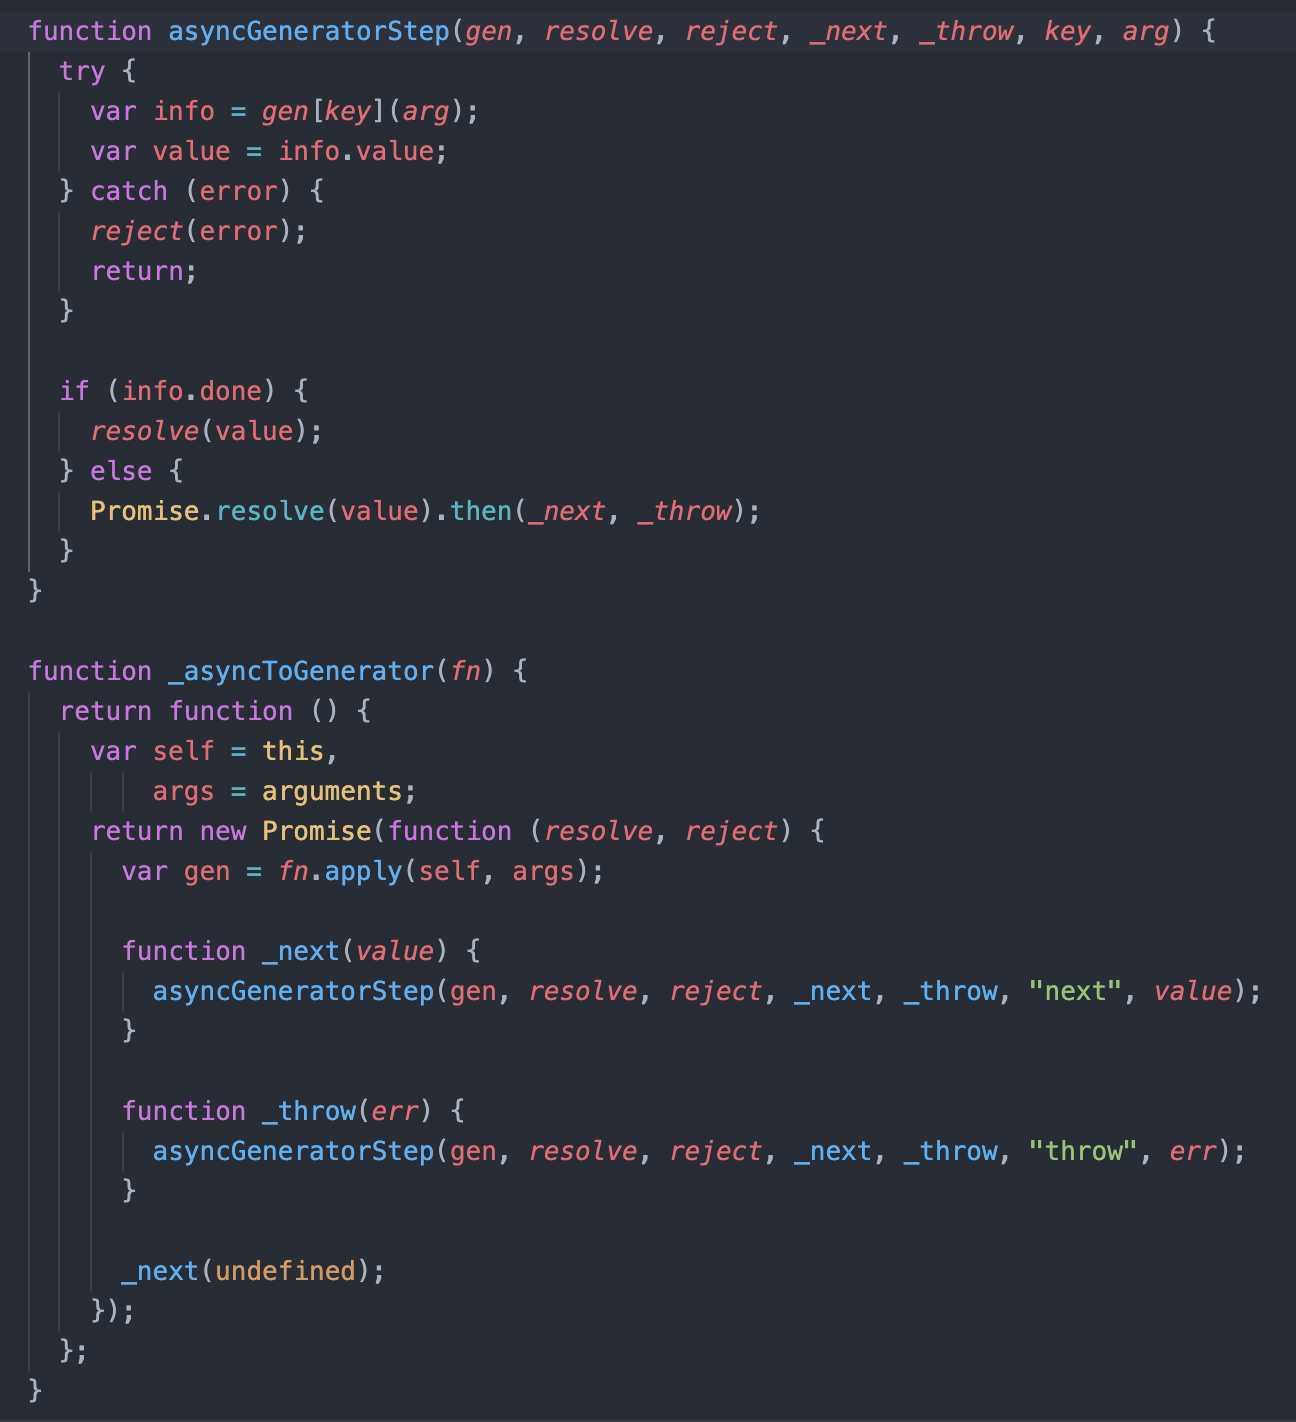 function asyncGeneratorStep(gen, resolve, reject, _next, _throw, key, arg) {
  try {
    var info = gen[key](arg);
    var value = info.value;
  } catch (error) {
    reject(error);
    return;
  }

  if (info.done) {
    resolve(value);
  } else {
    Promise.resolve(value).then(_next, _throw);
  }
}

function _asyncToGenerator(fn) {
  return function () {
    var self = this,
        args = arguments;
    return new Promise(function (resolve, reject) {
      var gen = fn.apply(self, args);

      function _next(value) {
        asyncGeneratorStep(gen, resolve, reject, _next, _throw, "next", value);
      }

      function _throw(err) {
        asyncGeneratorStep(gen, resolve, reject, _next, _throw, "throw", err);
      }

      _next(undefined);
    });
  };
}